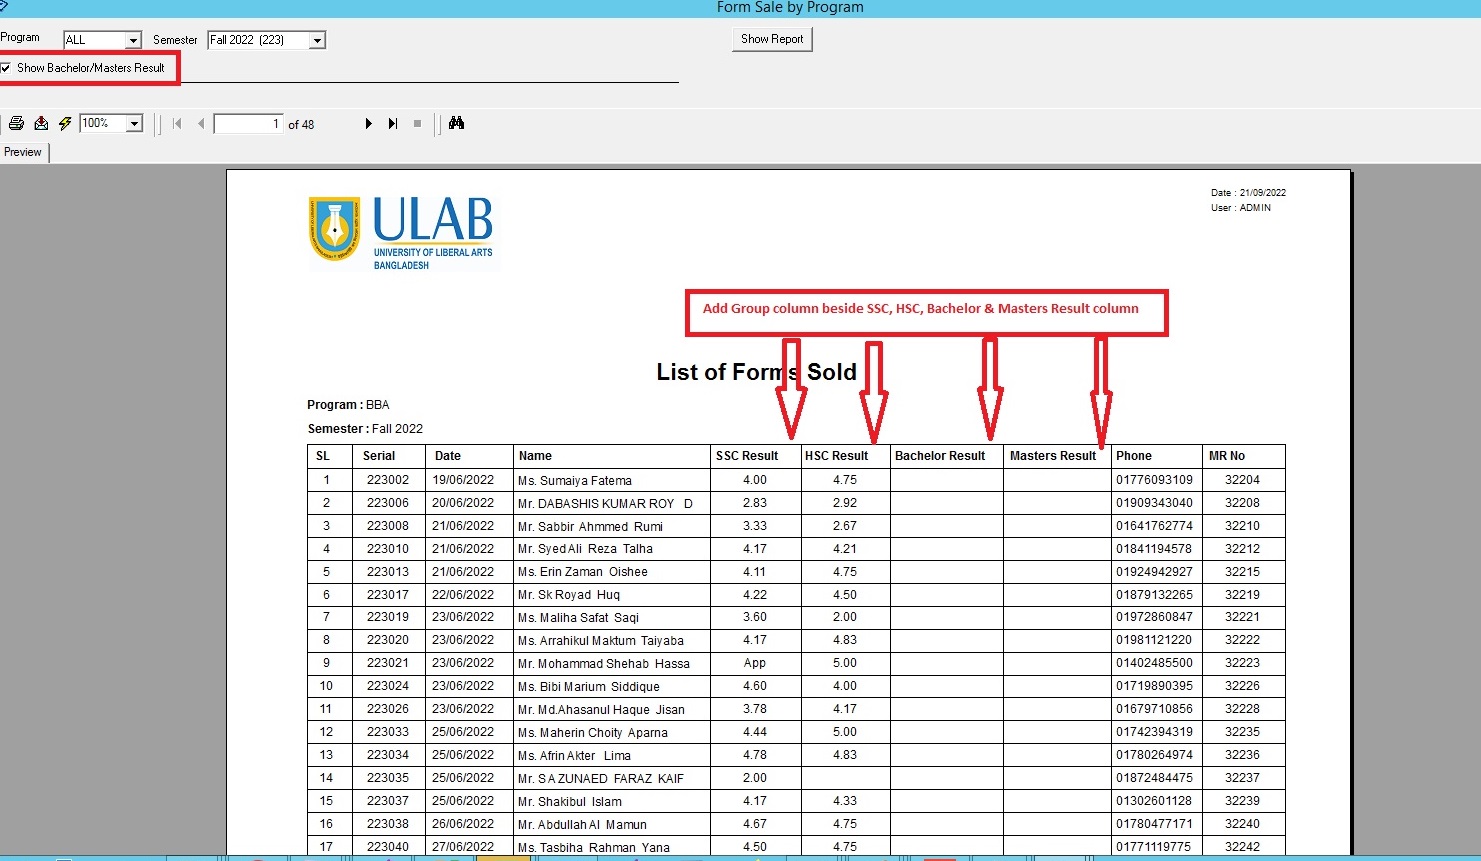 Form Sale by Program
Program ALL Semester Fall 2022 (223) Show Report
Show Bachelor/Masters Result
100% 1 of 48
Preview
Date : 21/09/2022
User : ADMIN
ULAB
UNIVERSITY OF LIBERAL ARTS
BANGLADESH
Add Group column beside SSC, HSC, Bachelor & Masters Result column
List of Forms Sold
Program : BBA
Semester : Fall 2022
SL Serial Date Name SSC Result HSC Result Bachelor Result Masters Result Phone MR No
1 223002 19/06/2022 Ms. Sumaiya Fatema 4.00 4.75 01776093109 32204
2 223006 20/06/2022 Mr. DABASHIS KUMAR ROY D 2.83 2.92 01909343040 32208
3 223008 21/06/2022 Mr. Sabbir Ahmmed Rumi 3.33 2.67 01641762774 32210
4 223010 21/06/2022 Mr. Syed Ali Reza Talha 4.17 4.21 01841194578 32212
5 223013 21/06/2022 Ms. Erin Zaman Oishee 4.11 4.75 01924942927 32215
6 223017 22/06/2022 Mr. Sk Royad Huq 4.22 4.50 01879132265 32219
7 223019 23/06/2022 Ms. Maliha Safat Saqi 3.60 2.00 01972860847 32221
8 223020 23/06/2022 Ms. Arrahikul Maktum Taiyaba 4.17 4.83 01981121220 32222
9 223021 23/06/2022 Mr. Mohammad Shehab Hassa App 5.00 01402485500 32223
10 223024 23/06/2022 Ms. Bibi Marium Siddique 4.60 4.00 01719890395 32226
11 223026 23/06/2022 Mr. Md.Ahasanul Haque Jisan 3.78 4.17 01679710856 32228
12 223033 25/06/2022 Ms. Maherin Choity Aparna 4.44 5.00 01742394319 32235
13 223034 25/06/2022 Ms. Afrin Akter Lima 4.78 4.83 01780264974 32236
14 223035 25/06/2022 Mr. S A ZUNAED FARAZ KAIF 2.00 01872484475 32237
15 223037 25/06/2022 Mr. Shakibul Islam 4.17 4.33 01302601128 32239
16 223038 26/06/2022 Mr. Abdullah Al Mamun 4.67 4.75 01780477171 32240
17 223040 27/06/2022 Ms. Tasbiha Rahman Yana 4.50 4.75 01771119775 32242